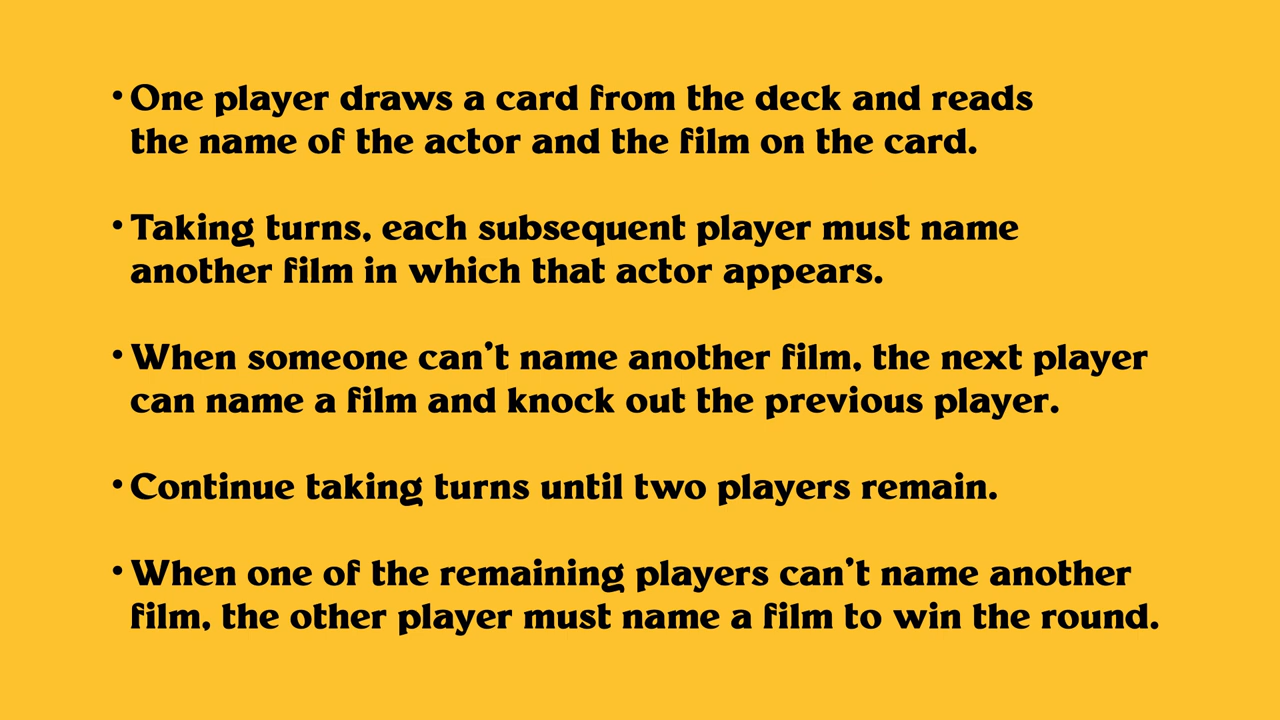 • One player draws a card from the deck and reads
the name of the actor and the film on the card.
• Taking turns, each subsequent player must name
another film in which that actor appears.
• When someone can't name another film, the next player
can name a film and knock out the previous player.
• Continue taking turns until two players remain.
• When one of the remaining players can't name another
film, the other player must name a film to win the round.